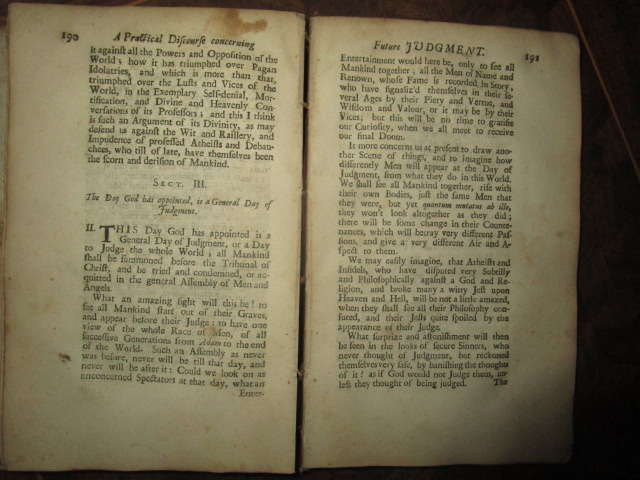 190 A Practical Discourse concerning
it against all the Powers and Opposition of the
World; how it has triumphed over Pagan
Idolatries, and which is more than that,
triumphed over the Lusts and Vices of the
World, in the Exemplary Self-denial, Mor-
tification, and Divine and Heavenly Con-
versations of its Professors; and this I think
is such an Argument of its Divinity, as may
defend us against the Wit and Raillery, and
Impudence of professed Atheists and Debau-
chees, who till of late, have themselves been
the scorn and derision of Mankind.
SECT. III.
The Day God has appointed, is a General Day of
Judgment.
II. THIS Day God has appointed is a
General Day of Judgment, or a Day
to Judge the whole World; all Mankind
shall be summoned before the Tribunal of
Christ, and be tried and condemned, or ac-
quitted in the general Assembly of Men and
Angels.
What an amazing sight will this be! to
see all Mankind start out of their Graves,
and appear before their Judge; to have one
view of the whole Race of Men, of all
successive Generations from Adam to the end
of the World. Such an Assembly as never
was before, never will be till that day, and
never will be after it: Could we look on as
unconcerned Spectators at that day, what an
Enter-
Future JUDGMENT. 191
Entertainment would here be, only to see all
Mankind together; all the Men of Name and
Renown, whose Fame is recorded in Story,
who have signaliz'd themselves in their se-
veral Ages by their Piety and Vertue, and
Wisdom and Valour, or it may be by their
Vices; but this will be no time to gratifie
our Curiosity, when we all meet to receive
our final Doom.
It more concerns us at present to draw ano-
ther Scene of things, and to imagine how
differently Men will appear at the Day of
Judgment, from what they do in this World.
We shall see all Mankind together, rise with
their own Bodies, just the same Men that
they were, but yet quantum mutatus ab illo,
they won't look altogether as they did;
there will be some change in their Counte-
nances, which will betray very different Pas-
sions, and give a very different Air and A-
spect to them.
We may easily imagine, that Atheists and
Infidels, who have disputed very Subtilly
and Philosophically against a God and Re-
ligion, and broke many a witty Jest upon
Heaven and Hell, will be not a little amazed,
when they shall see all their Philosophy con-
futed, and their Jests quite spoiled by the
appearance of their Judge.
What surprize and astonishment will then
be seen in the looks of secure Sinners, who
never thought of Judgment, but reckoned
themselves very safe, by banishing the thoughts
of it? as if God would not Judge them, un-
less they thought of being judged. The